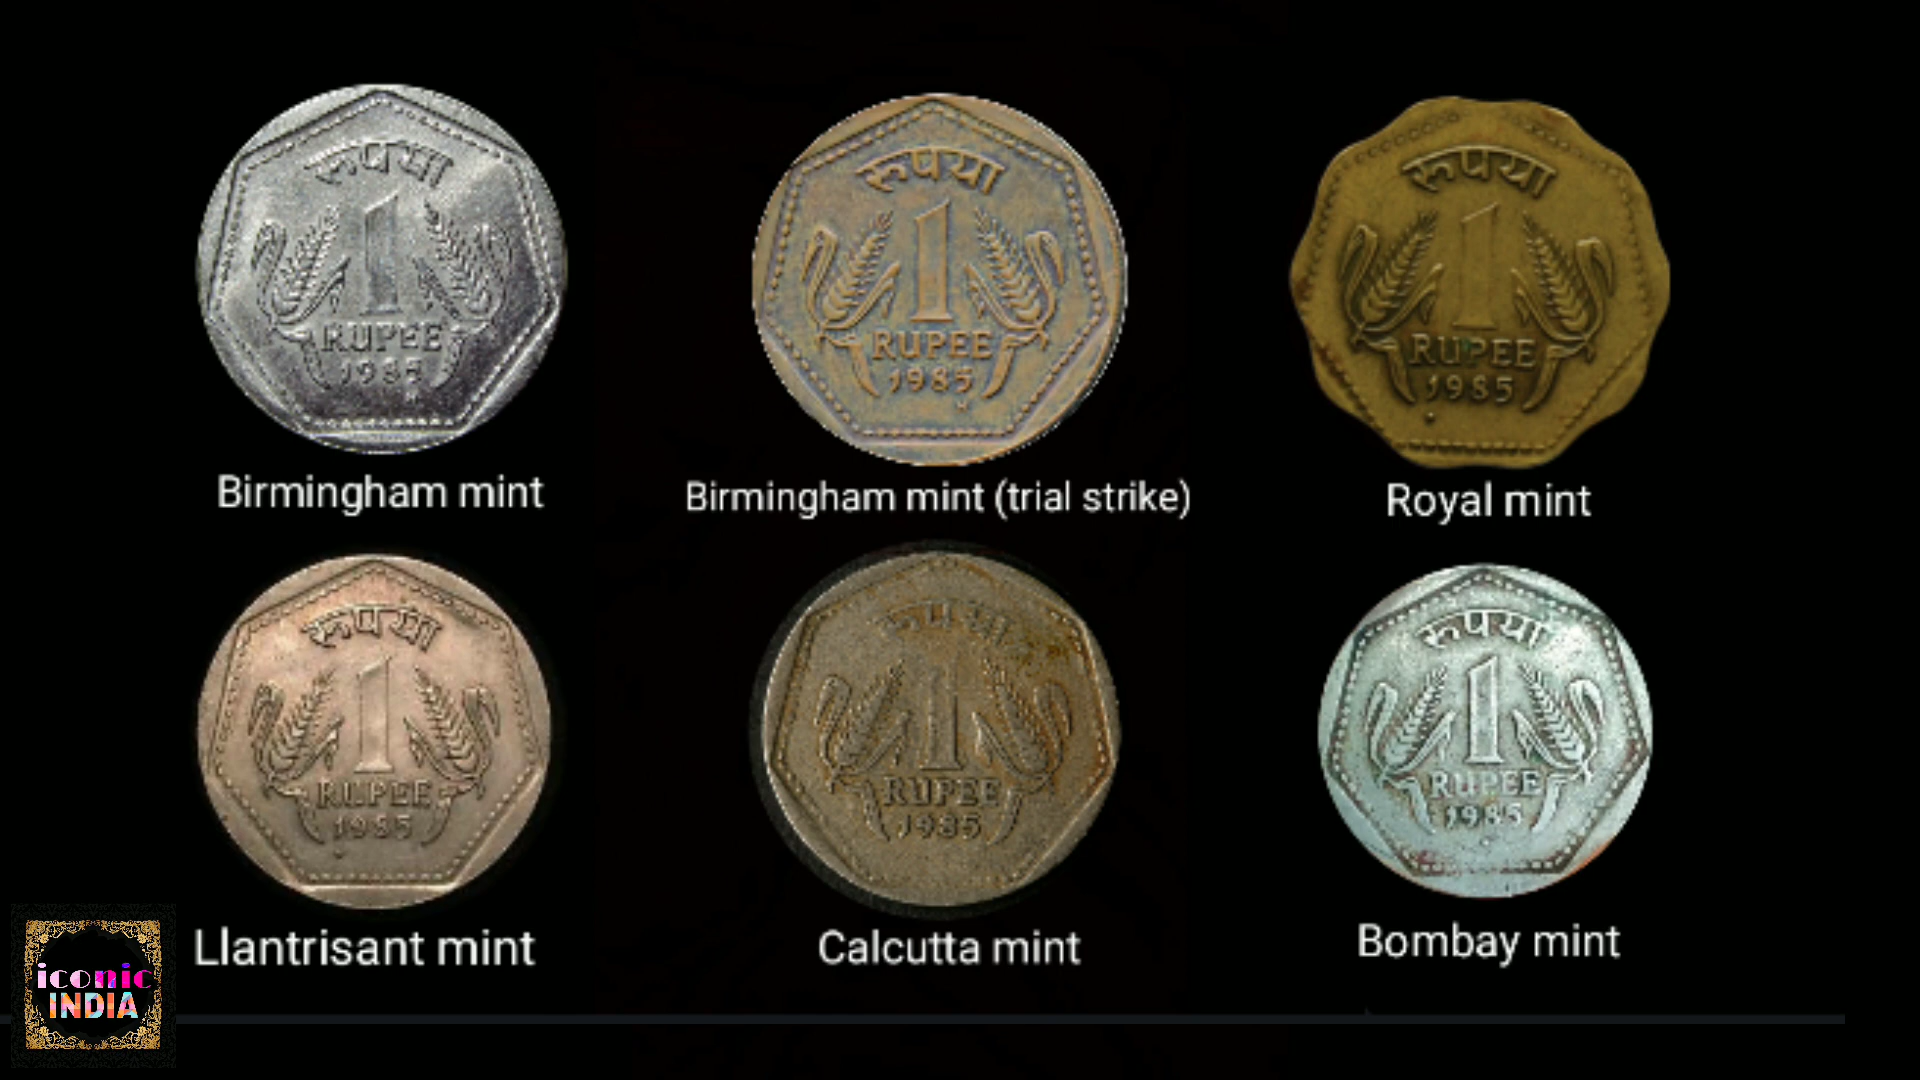 रूपया
1
RUPEE
1985
Birmingham mint
रूपया
1
RUPEE
1985
Birmingham mint (trial strike)
रूपया
1
RUPEE
1985
Royal mint
रूपया
1
RUPEE
1985
Llantrisant mint
रूपया
1
RUPEE
1985
Calcutta mint
रूपया
1
RUPEE
1985
Bombay mint
iconic
INDIA